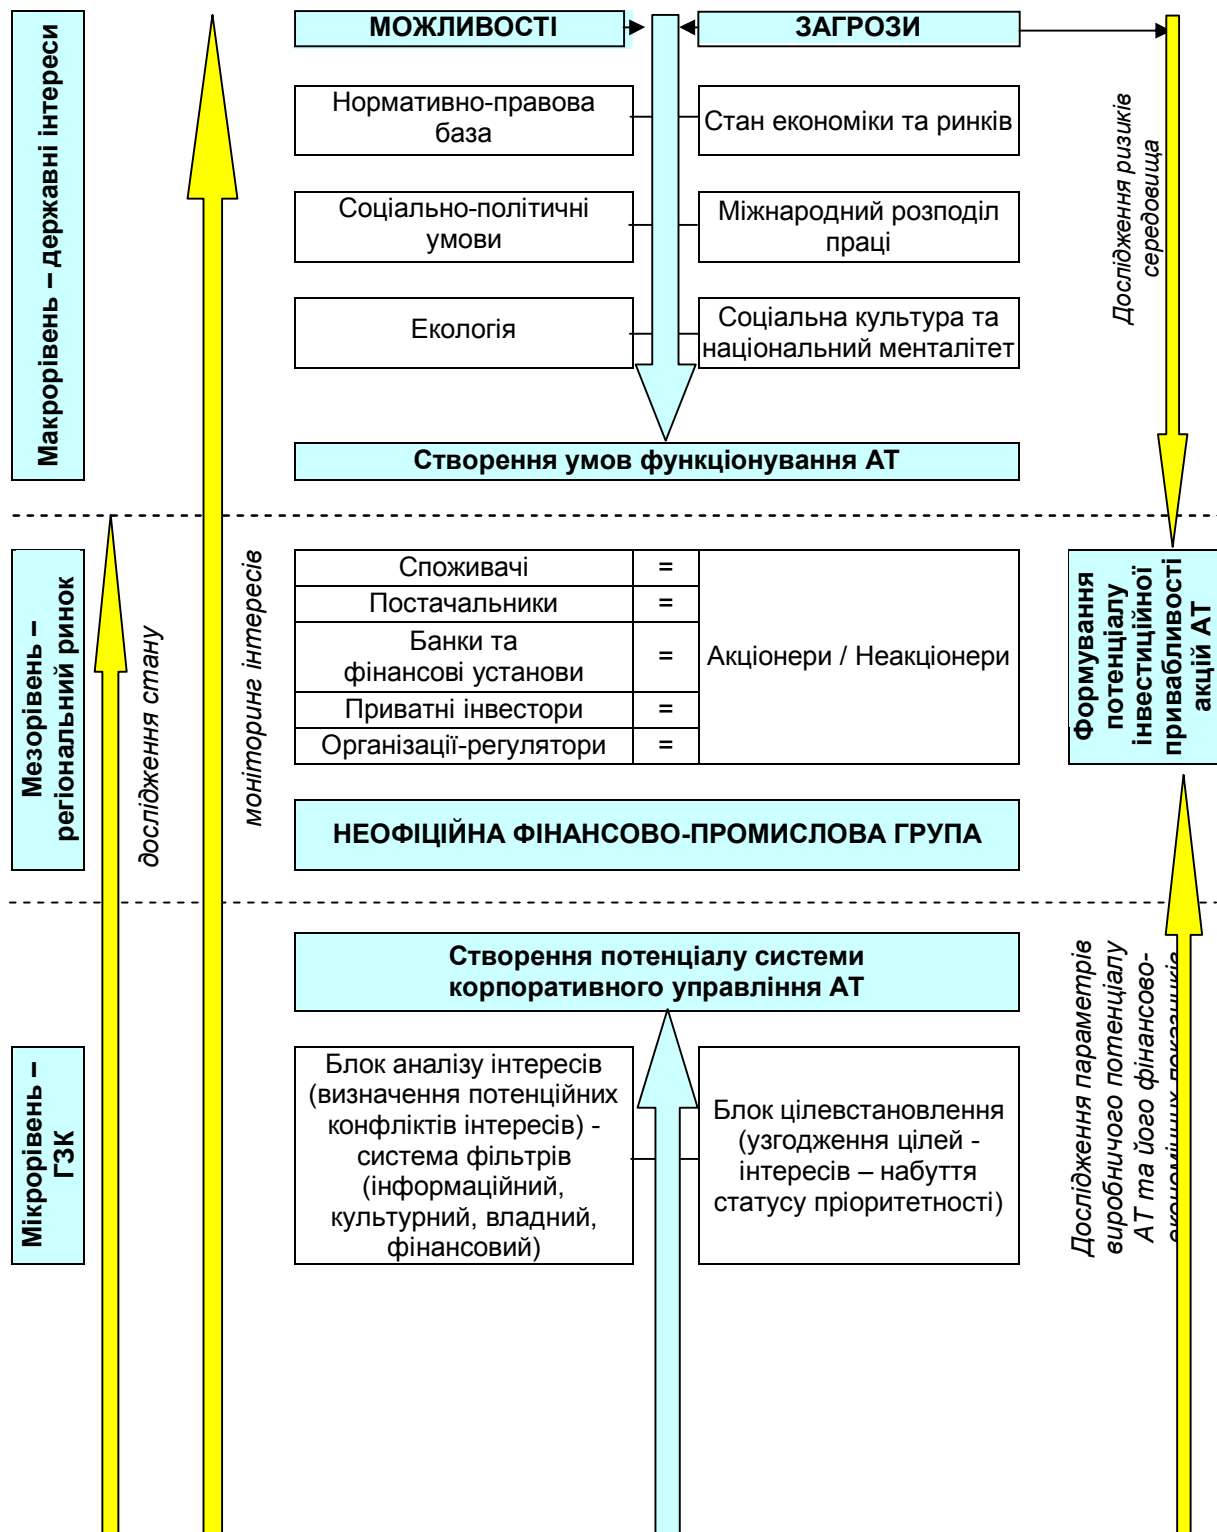 Макрорівень – державні інтереси
МОЖЛИВОСТІ
ЗАГРОЗИ
Нормативно-правова
база
Стан економіки та ринків
Соціально-політичні
умови
Міжнародний розподіл
праці
Екологія
Соціальна культура та
національний менталітет
Створення умов функціонування АТ
Дослідження ризиків
середовища
Мезорівень –
регіональний ринок
дослідження стану
моніторинг інтересів
Споживачі
=
Постачальники
=
Банки та
фінансові установи
=
Приватні інвестори
=
Організації-регулятори
=
Акціонери / Неакціонери
НЕОФІЦІЙНА ФІНАНСОВО-ПРОМИСЛОВА ГРУПА
Формування
потенціалу
інвестиційної
привабливості
акцій АТ
Мікрорівень –
ГЗК
Створення потенціалу системи
корпоративного управління АТ
Блок аналізу інтересів
(визначення потенційних
конфліктів інтересів) -
система фільтрів
(інформаційний,
культурний, владний,
фінансовий)
Блок цілевстановлення
(узгодження цілей -
інтересів – набуття
статусу пріоритетності)
Дослідження параметрів
виробничого потенціалу
АТ та його фінансово-